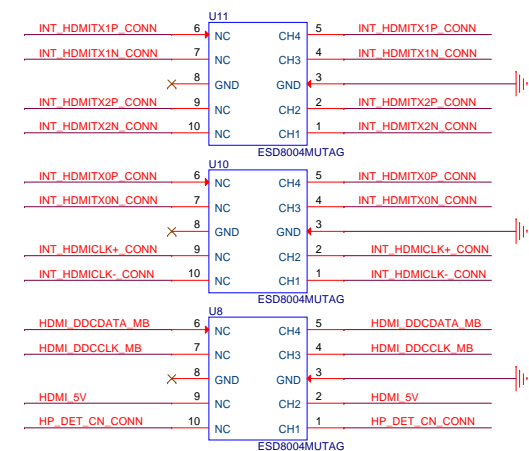 U11
INT_HDMITX1P_CONN 6 NC CH4 5 INT_HDMITX1P_CONN
INT_HDMITX1N_CONN 7 NC CH3 4 INT_HDMITX1N_CONN
8 GND GND 3
INT_HDMITX2P_CONN 9 NC CH2 2 INT_HDMITX2P_CONN
INT_HDMITX2N_CONN 10 NC CH1 1 INT_HDMITX2N_CONN
ESD8004MUTAG
U10
INT_HDMITX0P_CONN 6 NC CH4 5 INT_HDMITX0P_CONN
INT_HDMITX0N_CONN 7 NC CH3 4 INT_HDMITX0N_CONN
8 GND GND 3
INT_HDMICLK+_CONN 9 NC CH2 2 INT_HDMICLK+_CONN
INT_HDMICLK-_CONN 10 NC CH1 1 INT_HDMICLK-_CONN
ESD8004MUTAG
U8
HDMI_DDCDATA_MB 6 NC CH4 5 HDMI_DDCDATA_MB
HDMI_DDCCLK_MB 7 NC CH3 4 HDMI_DDCCLK_MB
8 GND GND 3
HDMI_5V 9 NC CH2 2 HDMI_5V
HP_DET_CN_CONN 10 NC CH1 1 HP_DET_CN_CONN
ESD8004MUTAG